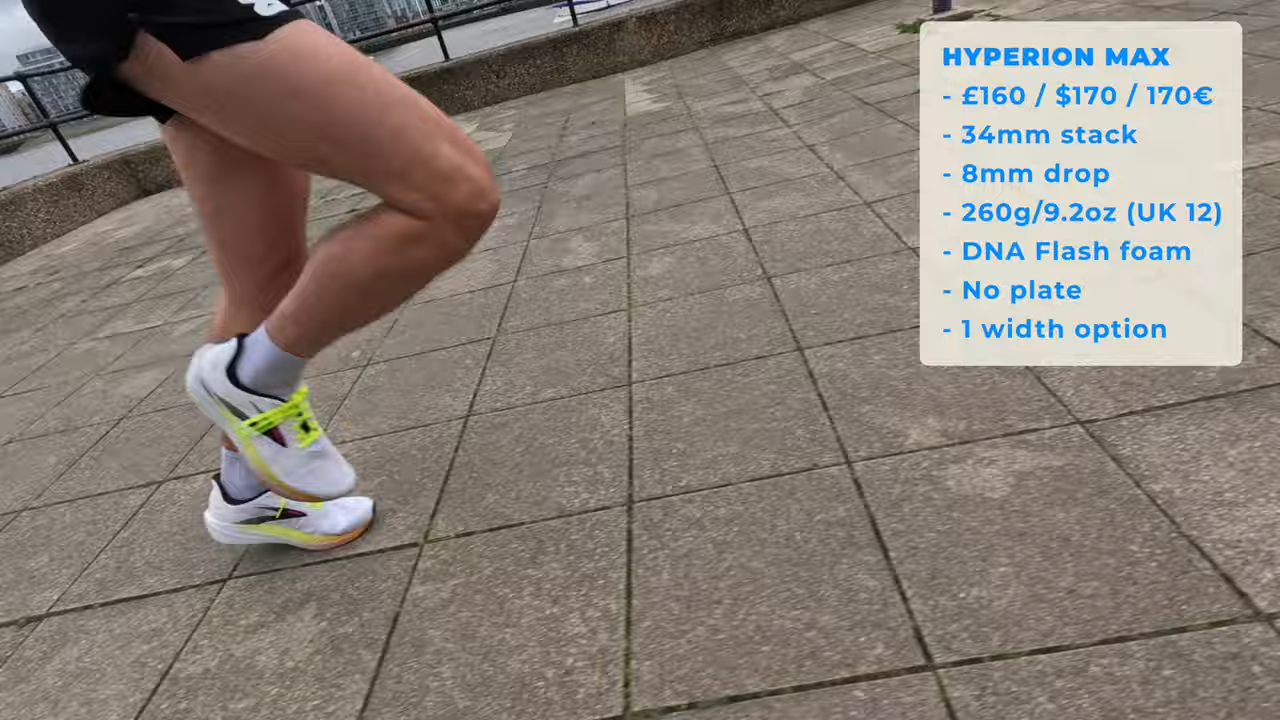 HYPERION MAX
- £160 / $170 / 170€
- 34mm stack
- 8mm drop
- 260g/9.2oz (UK 12)
- DNA Flash foam
- No plate
- 1 width option